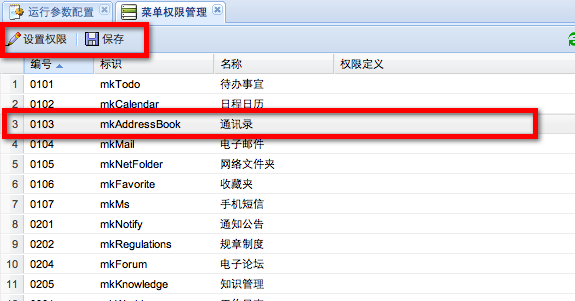 运行参数配置 菜单权限管理
设置权限 保存
编号 标识 名称 权限定义
1 0101 mkTodo 待办事宜
2 0102 mkCalendar 日程日历
3 0103 mkAddressBook 通讯录
4 0104 mkMail 电子邮件
5 0105 mkNetFolder 网络文件夹
6 0106 mkFavorite 收藏夹
7 0107 mkMs 手机短信
8 0201 mkNotify 通知公告
9 0202 mkRegulations 规章制度
10 0204 mkForum 电子论坛
11 0205 mkKnowledge 知识管理